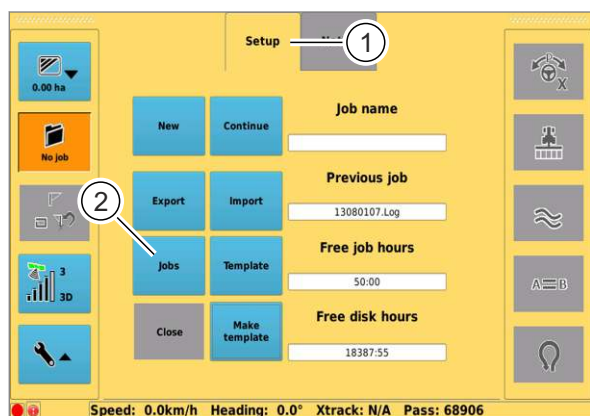 Setup
1
0.00 ha
No job
2
3
3D
New
Continue
Export
Import
Jobs
Template
Close
Make
template
Job name
Previous job
13080107.Log
Free job hours
50:00
Free disk hours
18387:55
X
A
B
Speed: 0.0km/h Heading: 0.0° Xtrack: N/A Pass: 68906